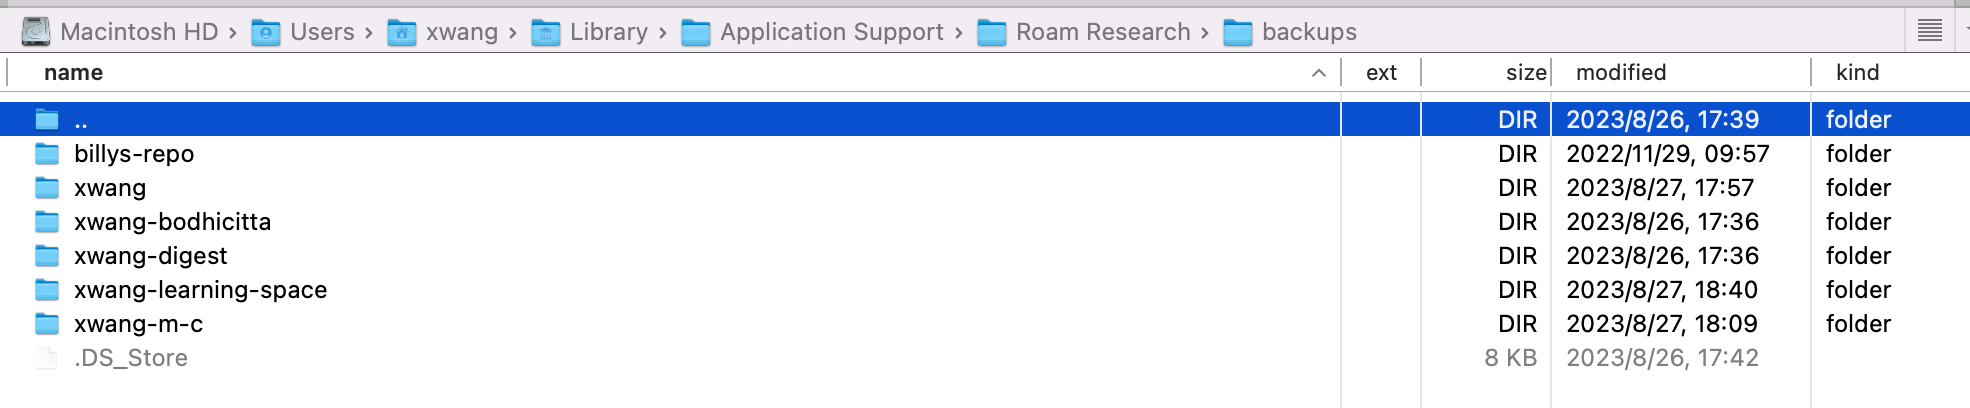 Macintosh HD › Users › xwang › Library › Application Support › Roam Research › backups
name ext size modified kind
.. DIR 2023/8/26, 17:39 folder
billys-repo DIR 2022/11/29, 09:57 folder
xwang DIR 2023/8/27, 17:57 folder
xwang-bodhicitta DIR 2023/8/26, 17:36 folder
xwang-digest DIR 2023/8/26, 17:36 folder
xwang-learning-space DIR 2023/8/27, 18:40 folder
xwang-m-c DIR 2023/8/27, 18:09 folder
.DS_Store 8 KB 2023/8/26, 17:42